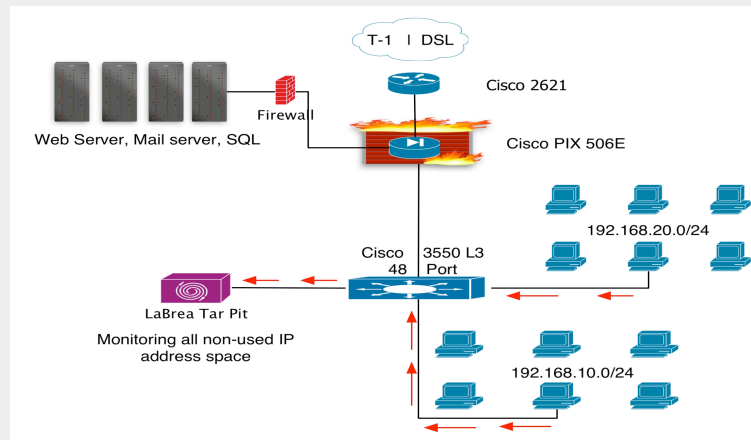 T-1 | DSL
Cisco 2621
Firewall
Web Server, Mail server, SQL
Cisco PIX 506E
192.168.20.0/24
Cisco 3550 L3
48 Port
LaBrea Tar Pit
Monitoring all non-used IP
address space
192.168.10.0/24